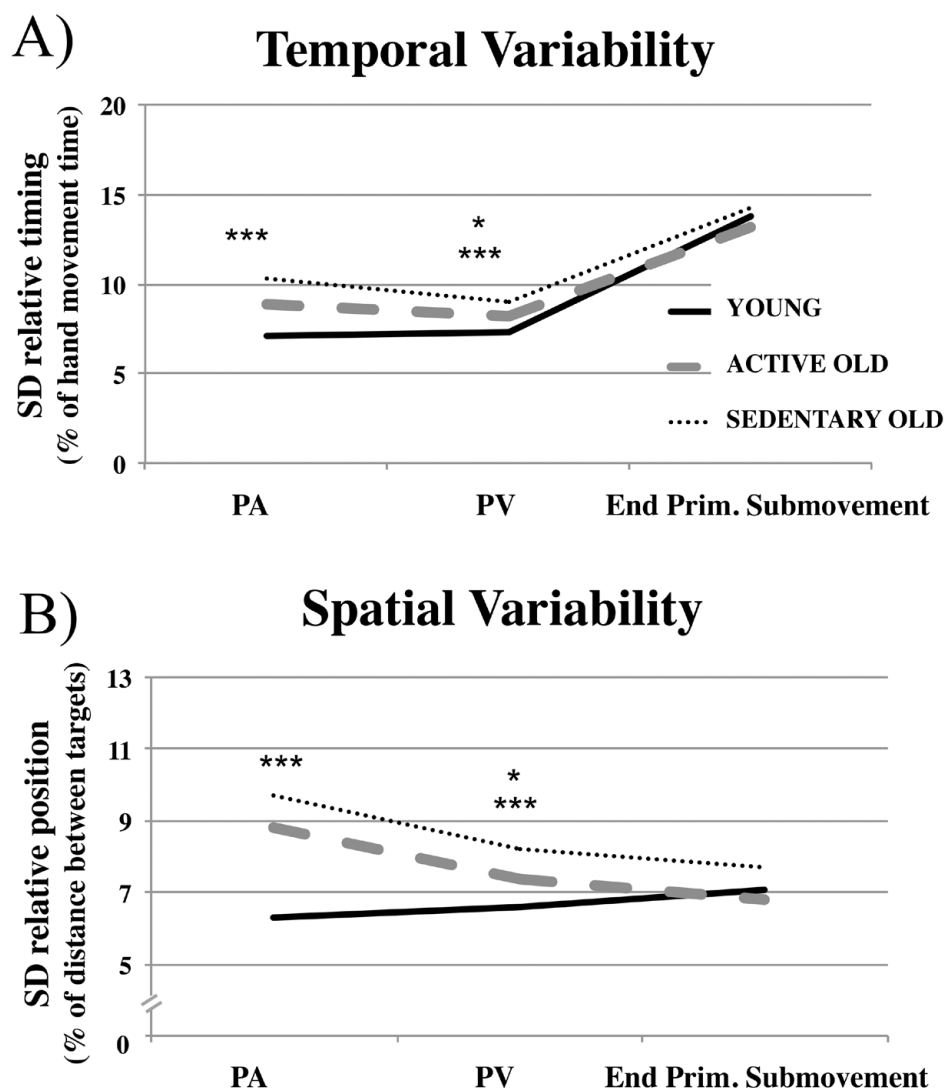 A)
Temporal Variability
SD relative timing
(% of hand movement time)
20
15
10
5
0
***
*
***
YOUNG
ACTIVE OLD
SEDENTARY OLD
PA PV End Prim. Submovement
B)
Spatial Variability
SD relative position
(% of distance between targets)
13
11
9
7
5
0
***
*
***
PA PV End Prim. Submovement